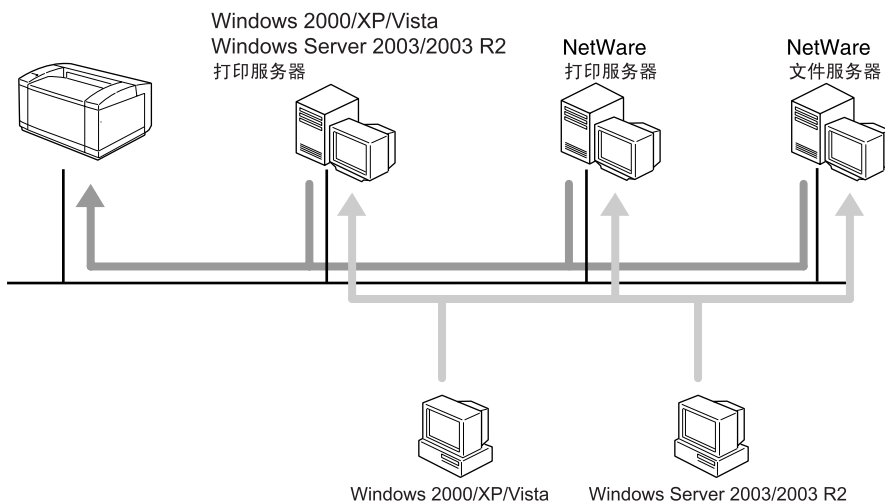 Windows 2000/XP/Vista
Windows Server 2003/2003 R2
打印服务器
NetWare
打印服务器
NetWare
文件服务器
Windows 2000/XP/Vista
Windows Server 2003/2003 R2